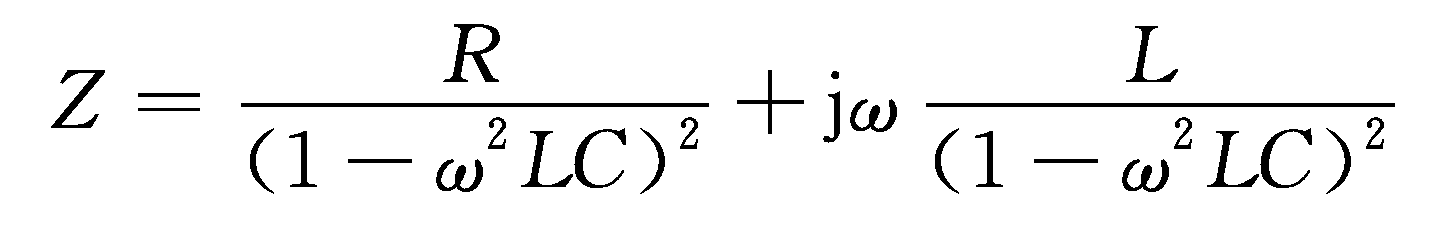 Z = R/(1−ω²LC)² + jω L/(1−ω²LC)²